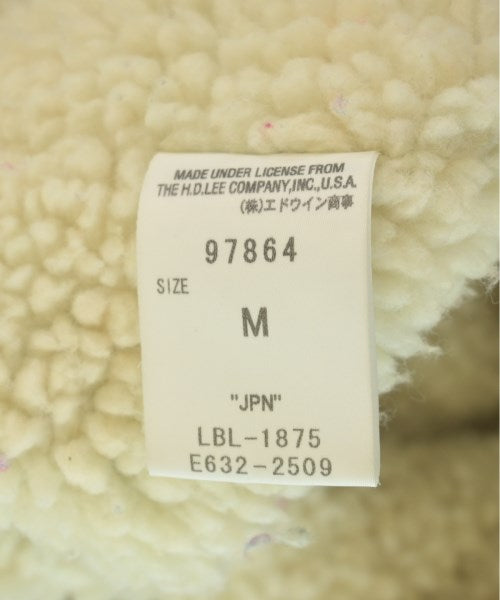 MADE UNDER LICENSE FROM
THE H.D.LEE COMPANY,INC.,U.S.A.
(株)エドウイン商事
97864
SIZE
M
"JPN"
LBL-1875
E632-2509